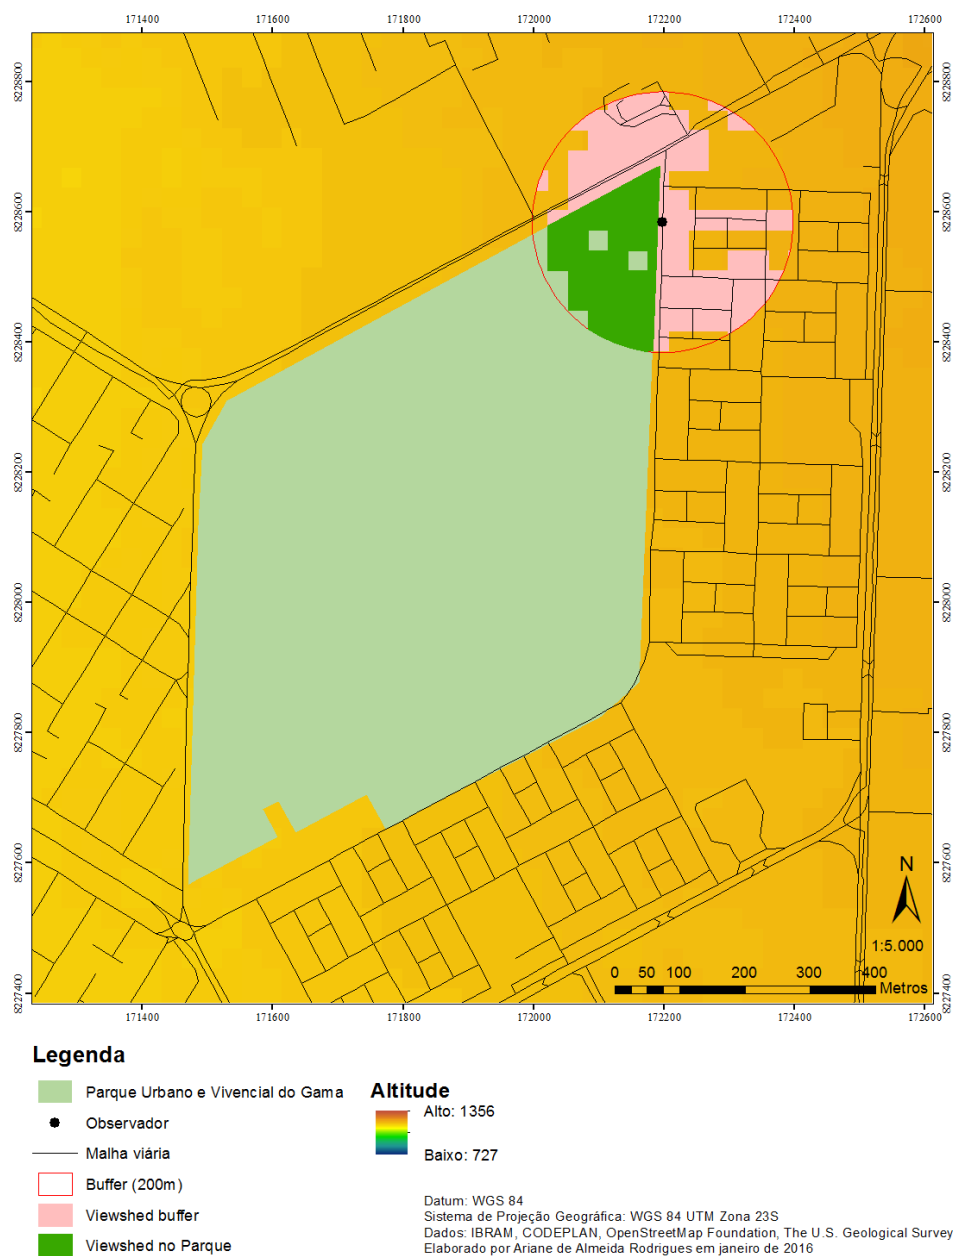 171400 171600 171800 172000 172200 172400 172600
8228800 8228800
8228600 8228600
8228400 8228400
8228200 8228200
8228000 8228000
8227800 8227800
8227600 8227600
8227400 8227400
N
1:5.000
0 50 100 200 300 400
Metros
171400 171600 171800 172000 172200 172400 172600
Legenda
Parque Urbano e Vivencial do Gama
Observador
Malha viária
Buffer (200m)
Viewshed buffer
Viewshed no Parque
Altitude
Alto: 1356
Baixo: 727
Datum: WGS 84
Sistema de Projeção Geográfica: WGS 84 UTM Zona 23S
Dados: IBRAM, CODEPLAN, OpenStreetMap Foundation, The U.S. Geological Survey
Elaborado por Ariane de Almeida Rodrigues em janeiro de 2016